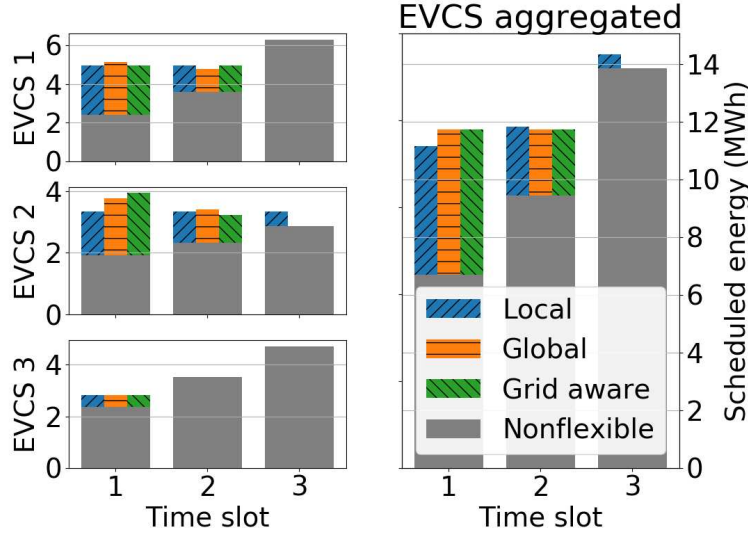 EVCS aggregated
EVCS 1
6
4
2
0
EVCS 2
4
2
0
EVCS 3
4
2
0
1 2 3
Time slot
14
12
10
8
6
4
2
0
Scheduled energy (MWh)
Local
Global
Grid aware
Nonflexible
1 2 3
Time slot